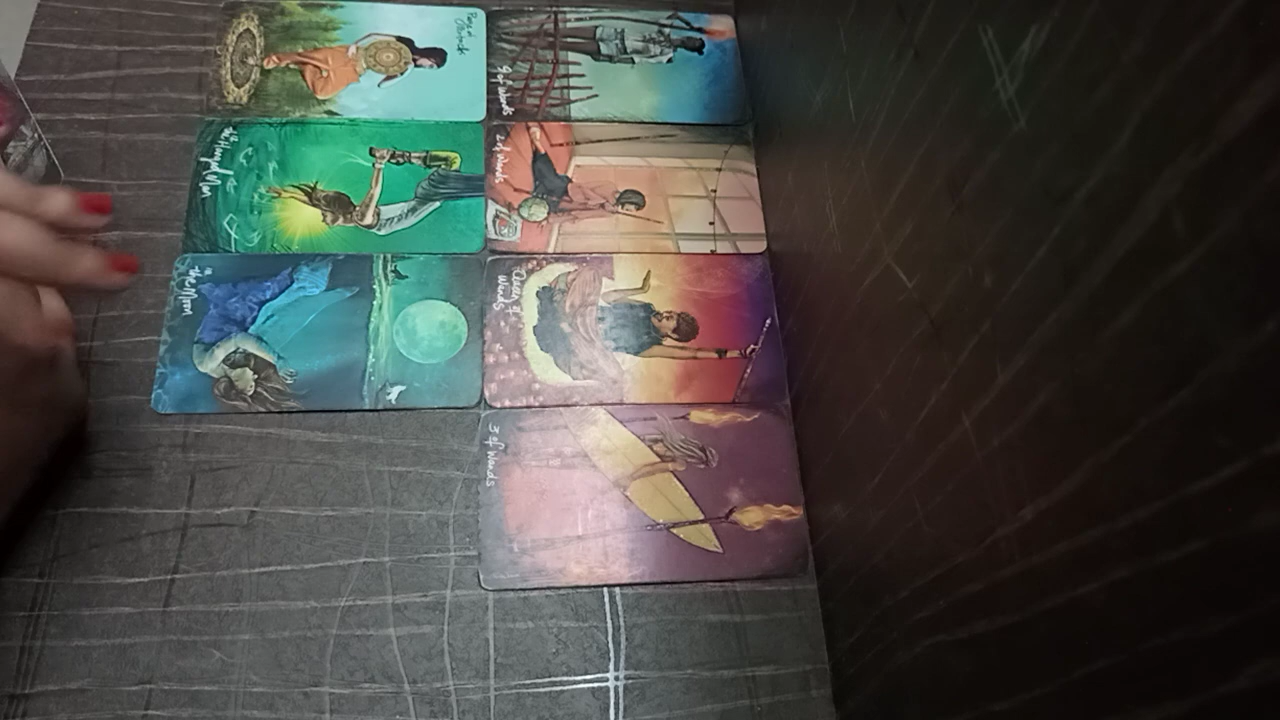 Page of
9 of Wands
12 The Hanged Man
2 of Wands
the Moon
Queen of
Wands
3 of Wands